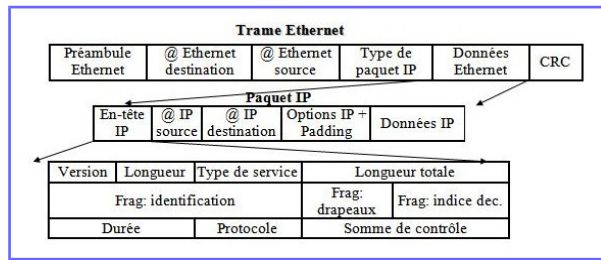 Trame Ethernet
Préambule Ethernet
@ Ethernet destination
@ Ethernet source
Type de paquet IP
Données Ethernet
CRC
Paquet IP
En-tête IP
@ IP source
@ IP destination
Options IP + Padding
Données IP
Version
Longueur
Type de service
Longueur totale
Frag: identification
Frag: drapeaux
Frag: indice dec.
Durée
Protocole
Somme de contrôle